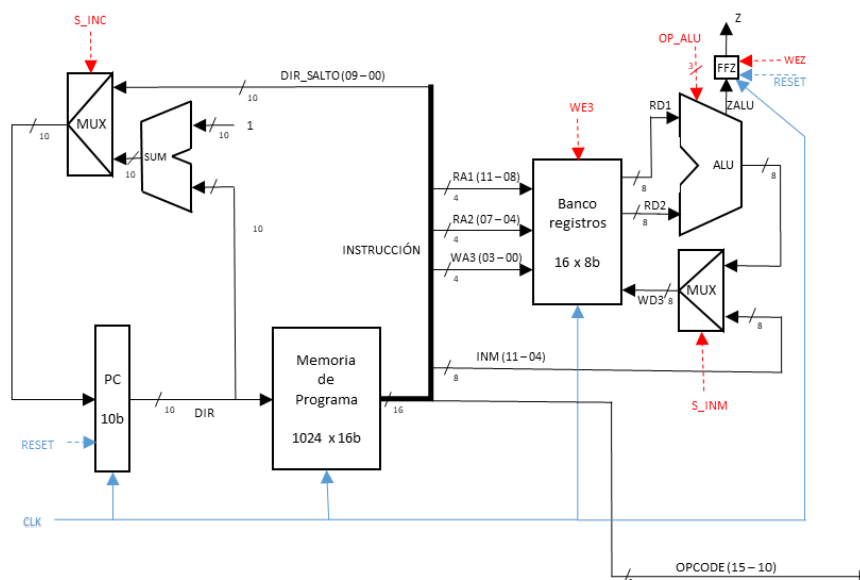 S_INC
Z
OP_ALU
3
FFZ
WEZ
RESET
DIR_SALTO (09 – 00)
10
MUX
10
SUM
10
10
1
ZALU
WE3
RD1
8
ALU
8
RA1 (11 – 08)
4
Banco
registros
16 x 8b
RA2 (07 – 04)
4
RD2
8
10
INSTRUCCIÓN
WA3 (03 – 00)
4
WD3
8
MUX
8
PC
10b
Memoria
de
Programa
1024 x 16b
INM (11 – 04)
8
10
DIR
16
S_INM
RESET
CLK
OPCODE (15 – 10)